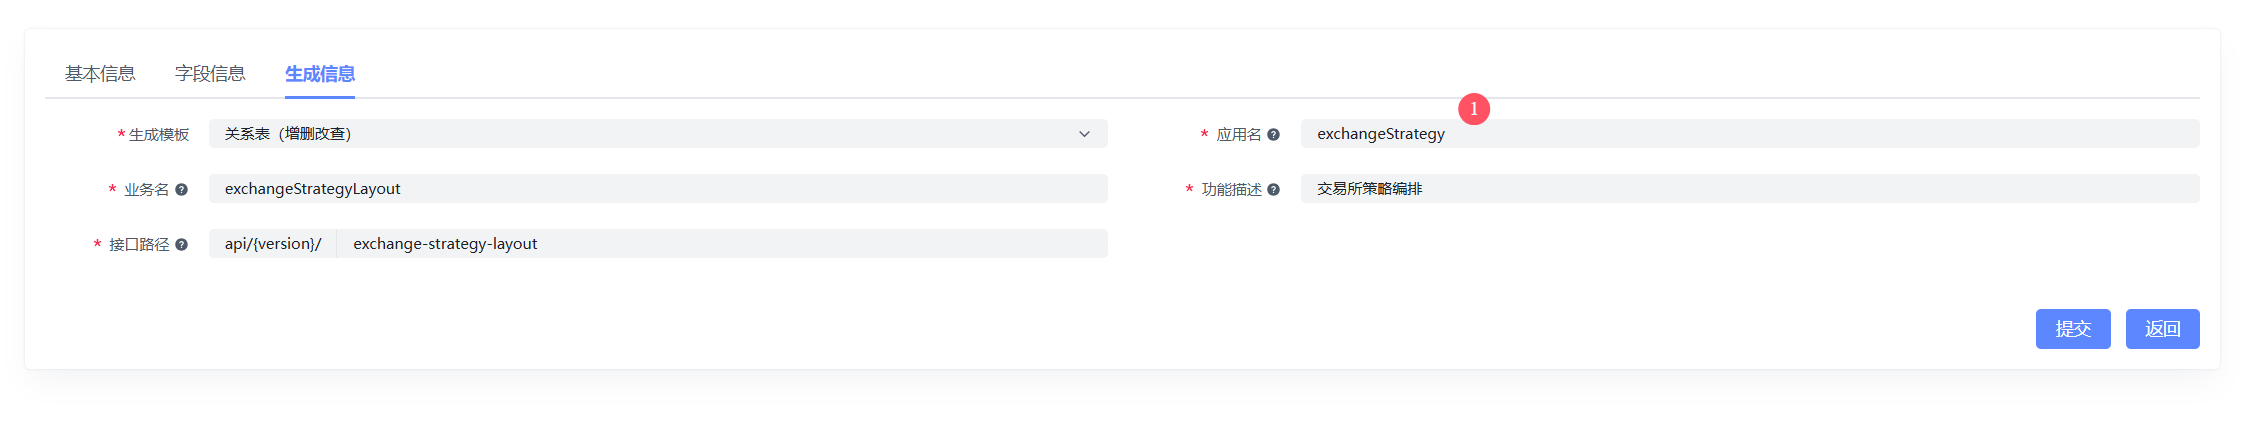 基本信息 字段信息 生成信息
1
*生成模板 关系表（增删改查） * 应用名 ? exchangeStrategy
* 业务名 ? exchangeStrategyLayout * 功能描述 ? 交易所策略编排
* 接口路径 ? api/{version}/ exchange-strategy-layout
提交 返回